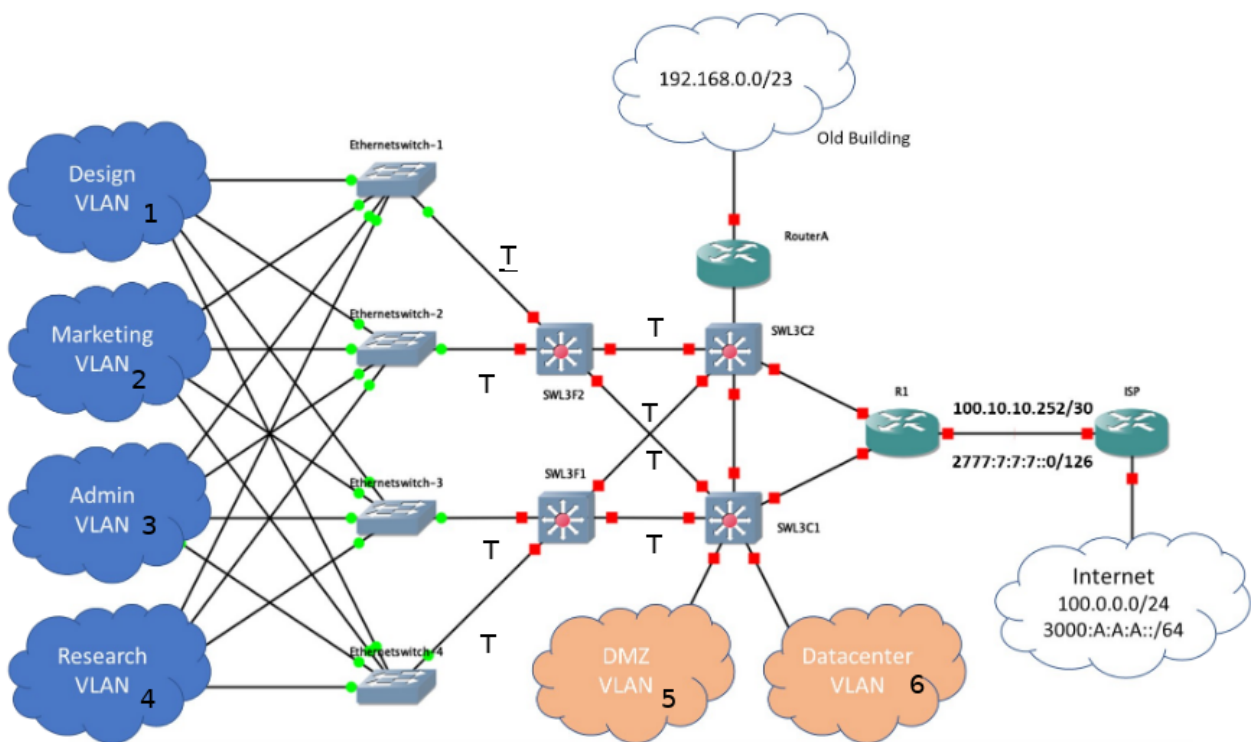 192.168.0.0/23
Old Building
Ethernetswitch-1
Design
VLAN 1
T
RouterA
Marketing
VLAN 2
Ethernetswitch-2
T
SWL3F2
T
SWL3C2
T
T
R1
100.10.10.252/30
2777:7:7:7::0/126
ISP
Admin
VLAN 3
Ethernetswitch-3
T
SWL3F1
T
SWL3C1
Internet
100.0.0.0/24
3000:A:A:A::/64
Research
VLAN 4
Ethernetswitch-4
T
DMZ
VLAN 5
Datacenter
VLAN 6